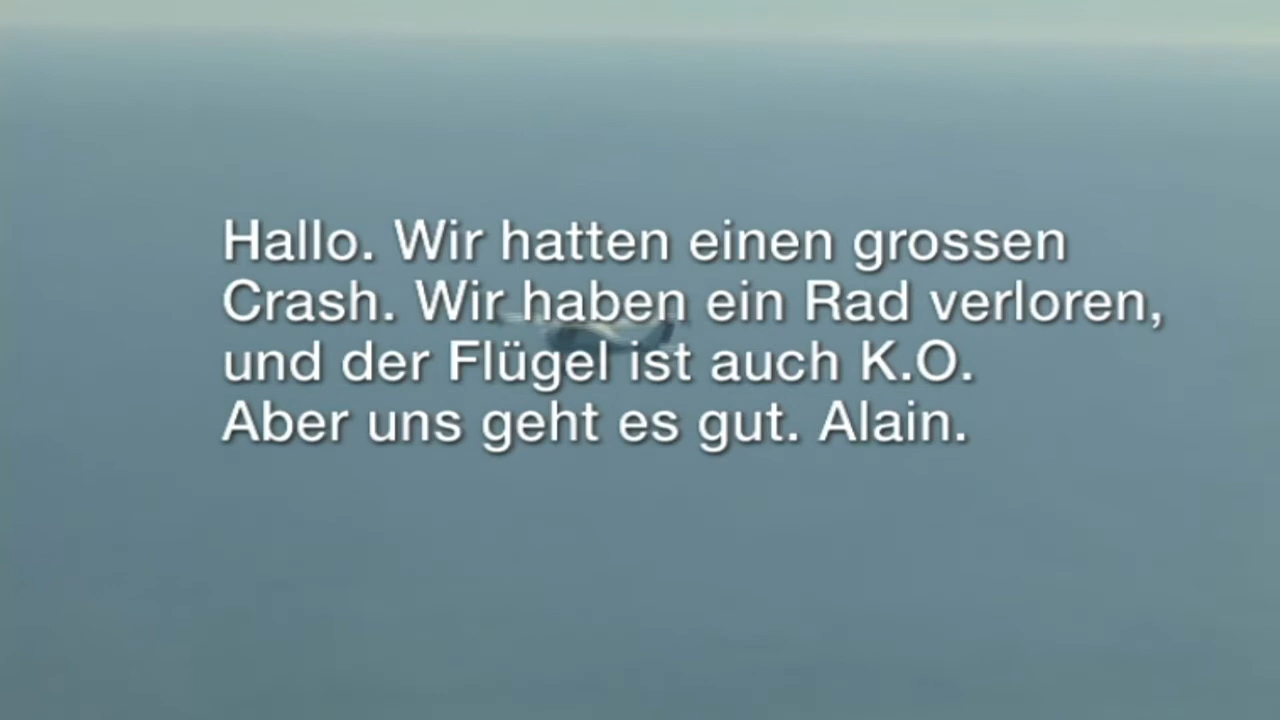 Hallo. Wir hatten einen grossen
Crash. Wir haben ein Rad verloren,
und der Flügel ist auch K.O.
Aber uns geht es gut. Alain.